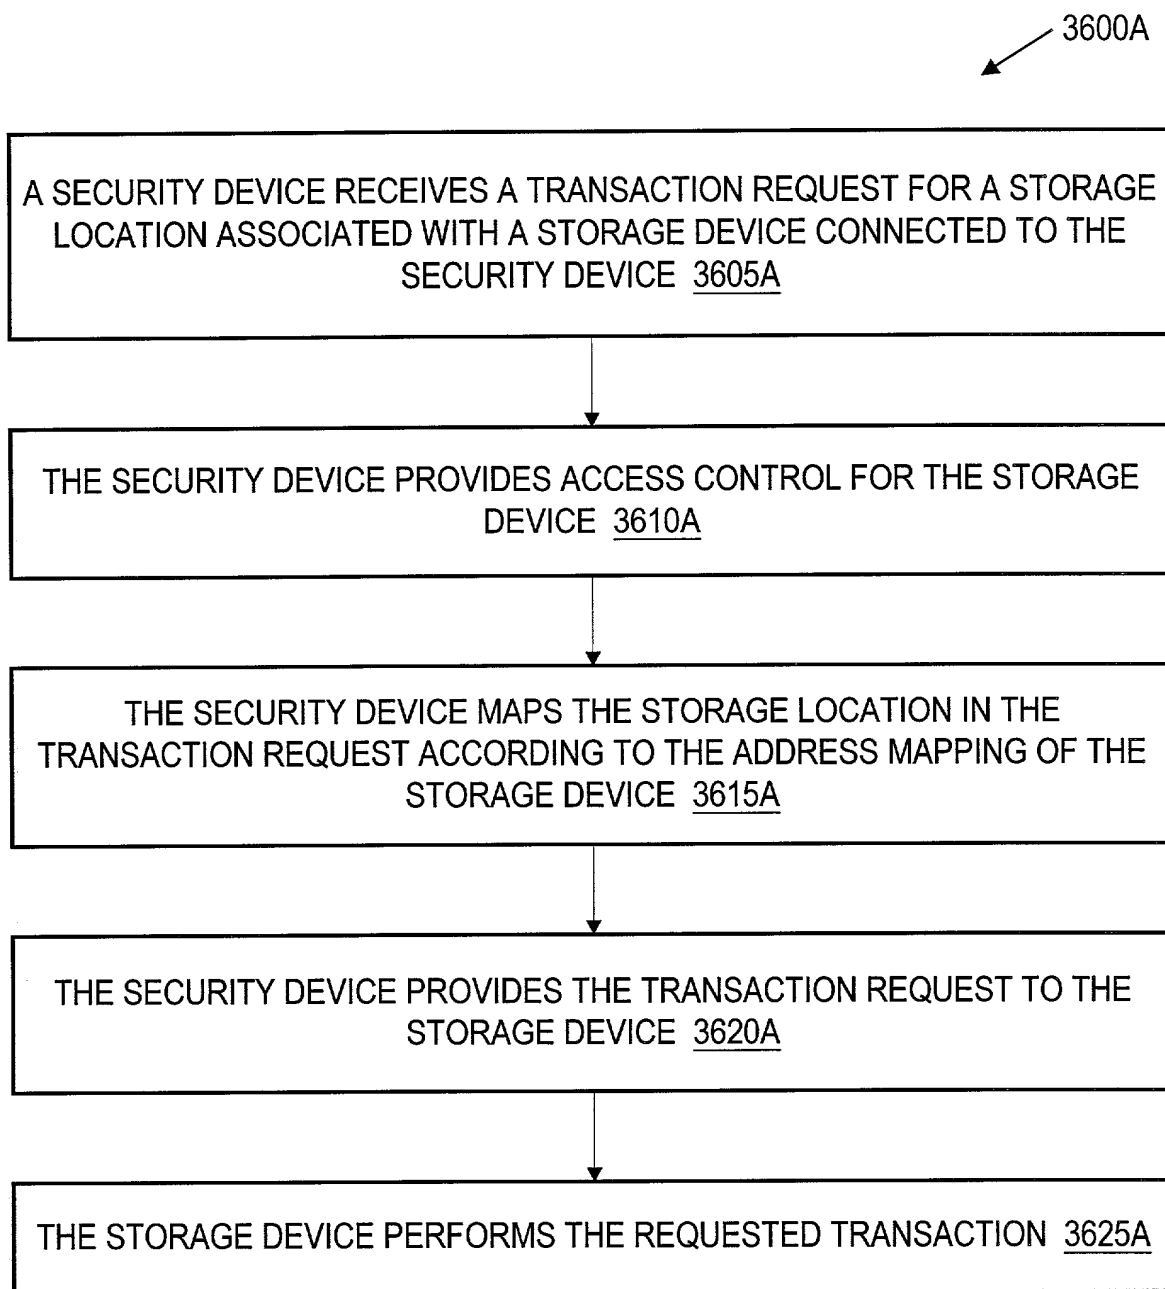 3600A
A SECURITY DEVICE RECEIVES A TRANSACTION REQUEST FOR A STORAGE
LOCATION ASSOCIATED WITH A STORAGE DEVICE CONNECTED TO THE
SECURITY DEVICE 3605A
THE SECURITY DEVICE PROVIDES ACCESS CONTROL FOR THE STORAGE
DEVICE 3610A
THE SECURITY DEVICE MAPS THE STORAGE LOCATION IN THE
TRANSACTION REQUEST ACCORDING TO THE ADDRESS MAPPING OF THE
STORAGE DEVICE 3615A
THE SECURITY DEVICE PROVIDES THE TRANSACTION REQUEST TO THE
STORAGE DEVICE 3620A
THE STORAGE DEVICE PERFORMS THE REQUESTED TRANSACTION 3625A